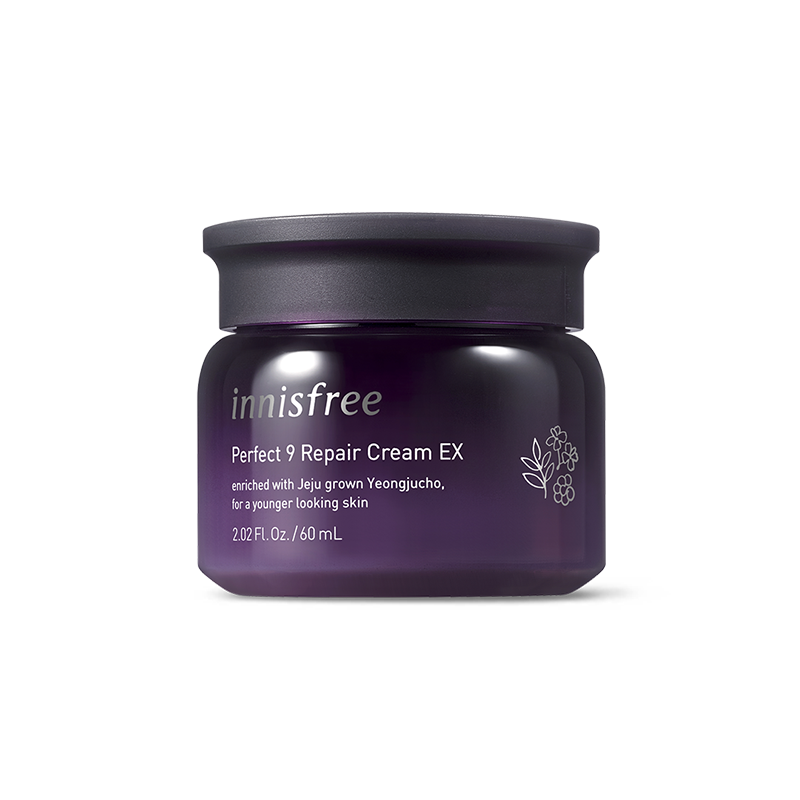 innisfree
Perfect 9 Repair Cream EX
enriched with Jeju grown Yeongjucho,
for a younger looking skin
2.02 Fl. Oz. / 60 mL